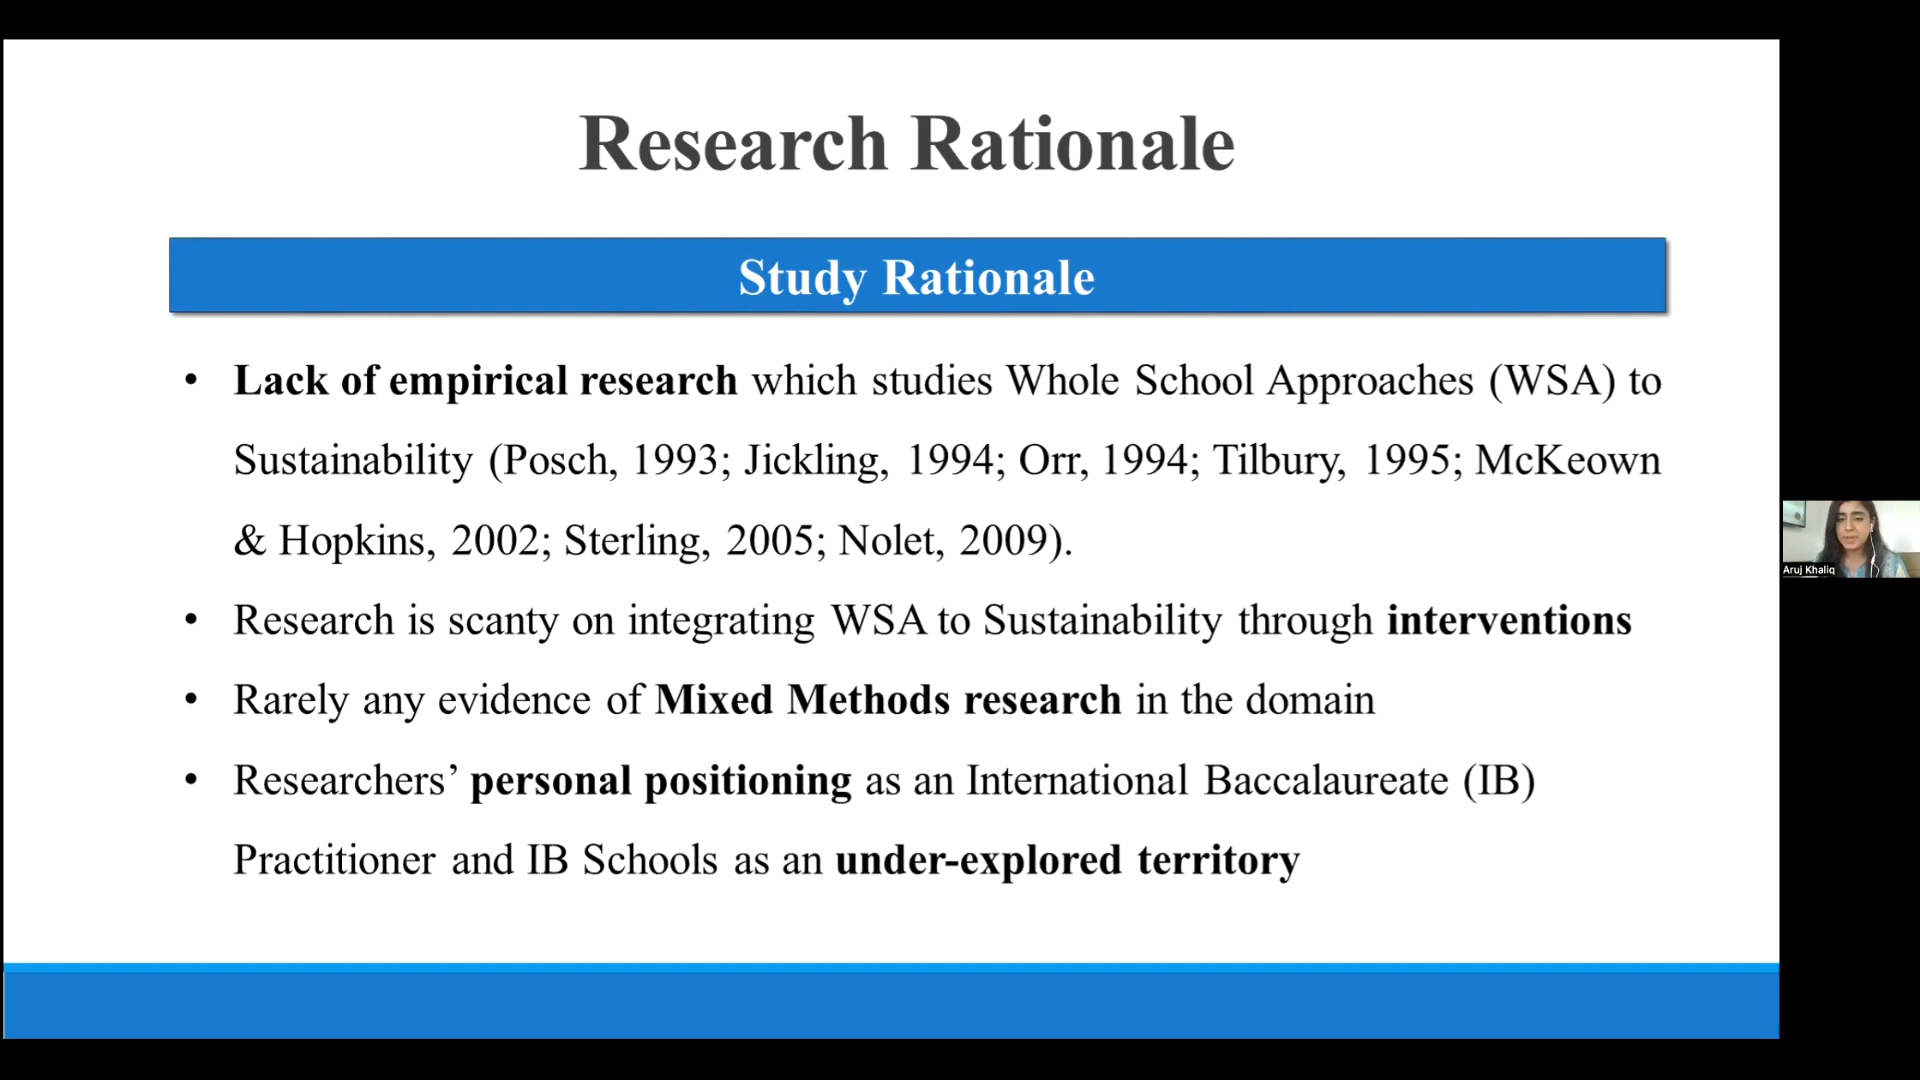 Research Rationale
Study Rationale
• Lack of empirical research which studies Whole School Approaches (WSA) to
Sustainability (Posch, 1993; Jickling, 1994; Orr, 1994; Tilbury, 1995; McKeown
& Hopkins, 2002; Sterling, 2005; Nolet, 2009).
• Research is scanty on integrating WSA to Sustainability through interventions
• Rarely any evidence of Mixed Methods research in the domain
• Researchers’ personal positioning as an International Baccalaureate (IB)
Practitioner and IB Schools as an under-explored territory
Aruj Khaliq